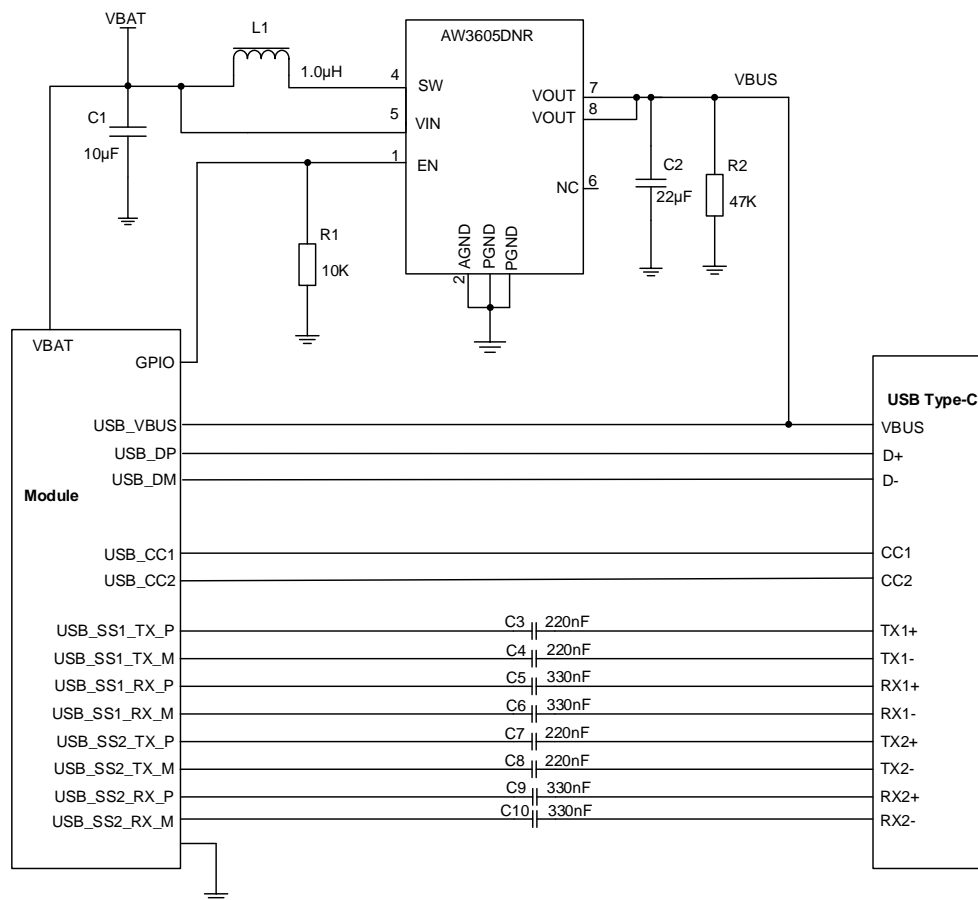 VBAT
L1
AW3605DNR
1.0µH
4
SW
VOUT
7
VBUS
5
VIN
VOUT
8
C1
10µF
1
EN
NC
6
C2
22µF
R2
47K
R1
10K
AGND
PGND
PGND
2
VBAT
GPIO
USB Type-C
USB_VBUS
VBUS
USB_DP
D+
USB_DM
D-
Module
USB_CC1
CC1
USB_CC2
CC2
USB_SS1_TX_P
C3
220nF
TX1+
USB_SS1_TX_M
C4
220nF
TX1-
USB_SS1_RX_P
C5
330nF
RX1+
USB_SS1_RX_M
C6
330nF
RX1-
USB_SS2_TX_P
C7
220nF
TX2+
USB_SS2_TX_M
C8
220nF
TX2-
USB_SS2_RX_P
C9
330nF
RX2+
USB_SS2_RX_M
C10
330nF
RX2-